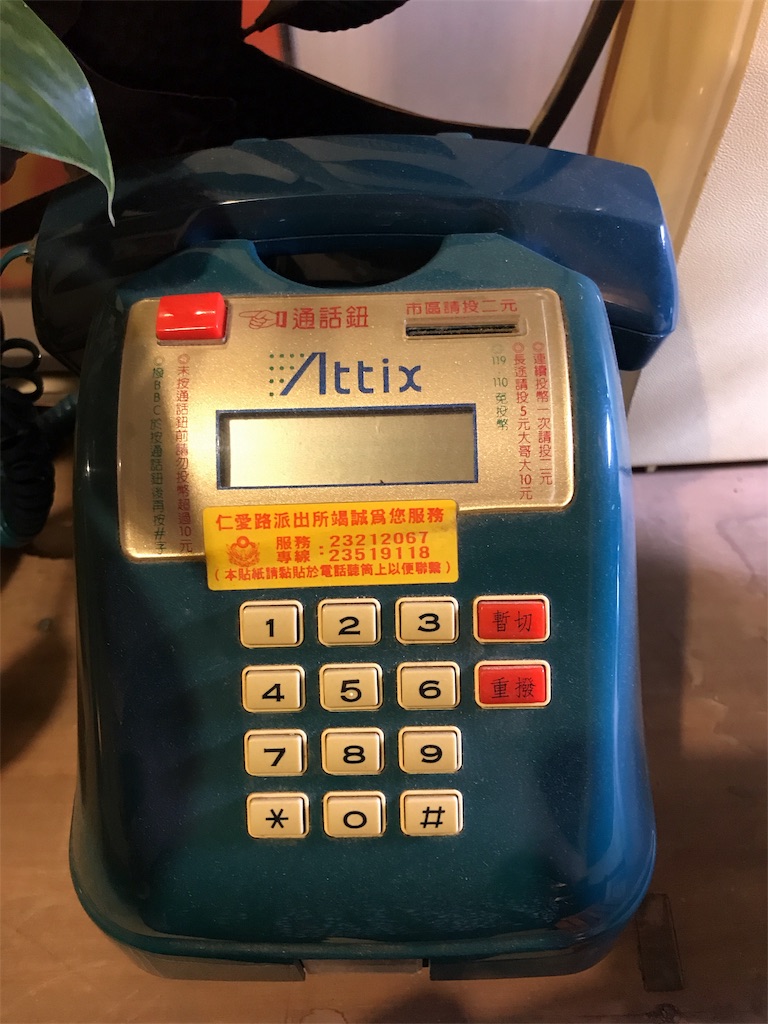 通話鈕
市區請投二元
Attix
◎連續投幣一次請投二元
◎長途請投5元大哥大10元
◎119、110免投幣
◎未按通話鈕前請勿投幣超過10元
◎撥BBC於按通話鈕後再按#字
仁愛路派出所竭誠爲您服務
服務專線:23212067
23519118
(本貼紙請黏貼於電話聽筒上以便聯繫)
1 2 3 暫切
4 5 6 重撥
7 8 9
* 0 #